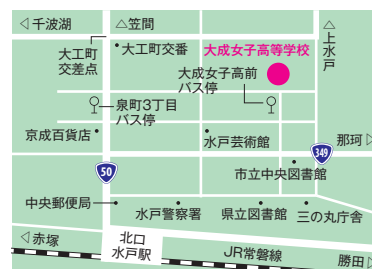 ◁千波湖
△笠間
△上水戸
大工町交差点
大工町交番
大成女子高等学校
大成女子高前
バス停
泉町3丁目
バス停
京成百貨店
水戸芸術館
349
那珂▷
50
市立中央図書館
中央郵便局
水戸警察署
県立図書館
三の丸庁舎
◁赤塚
北口
水戸駅
JR常磐線
勝田▷